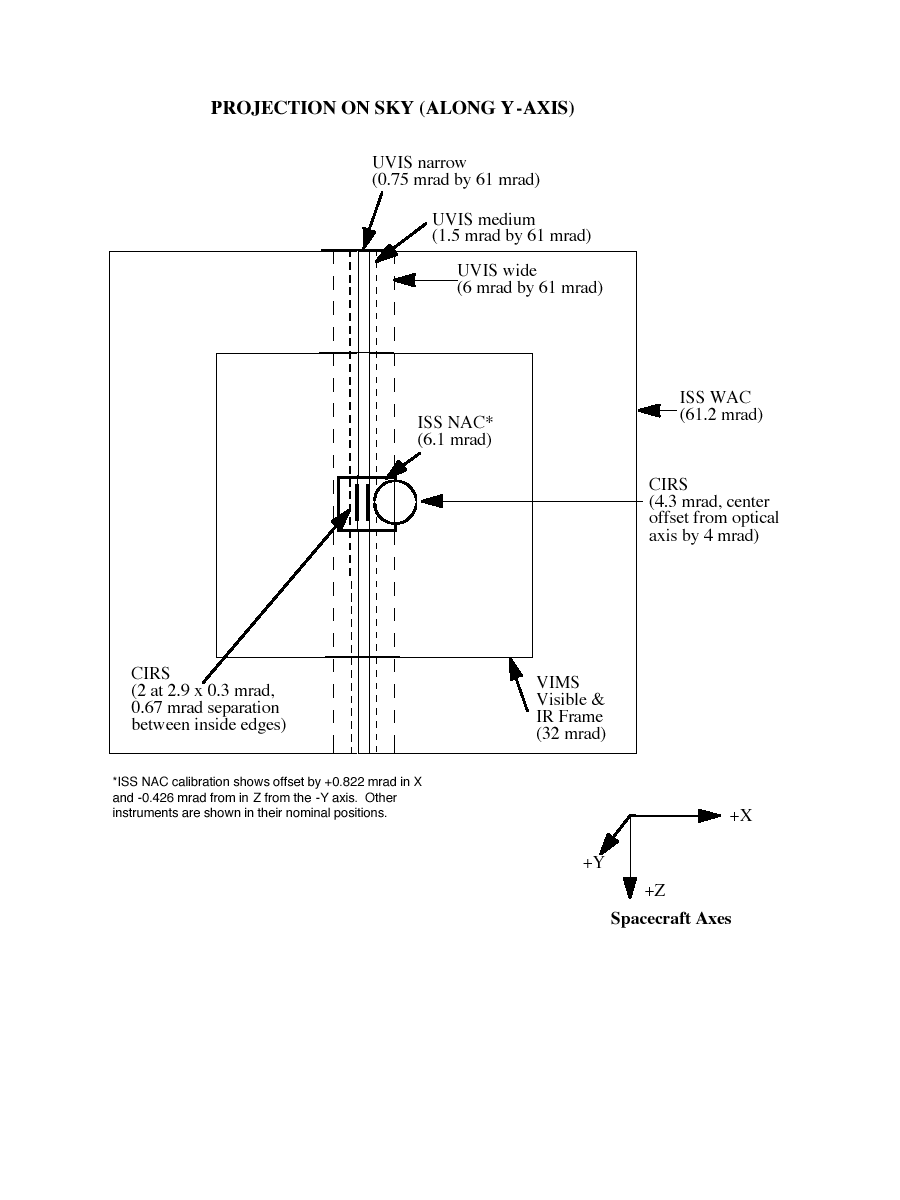 PROJECTION ON SKY (ALONG Y-AXIS)
UVIS narrow
(0.75 mrad by 61 mrad)
UVIS medium
(1.5 mrad by 61 mrad)
UVIS wide
(6 mrad by 61 mrad)
ISS WAC
(61.2 mrad)
ISS NAC*
(6.1 mrad)
CIRS
(4.3 mrad, center
offset from optical
axis by 4 mrad)
CIRS
(2 at 2.9 x 0.3 mrad,
0.67 mrad separation
between inside edges)
VIMS
Visible &
IR Frame
(32 mrad)
*ISS NAC calibration shows offset by +0.822 mrad in X
and -0.426 mrad from in Z from the -Y axis.  Other
instruments are shown in their nominal positions.
+X
+Y
+Z
Spacecraft Axes